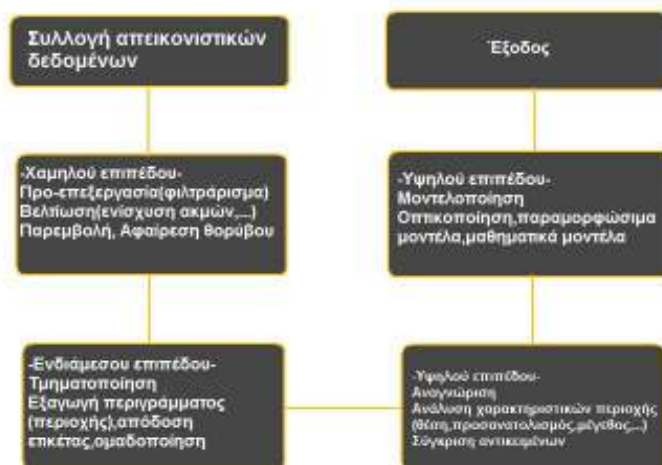 Συλλογή απεικονιστικών
δεδομένων
-Χαμηλού επιπέδου-
Προ-επεξεργασία(φιλτράρισμα)
Βελτίωση(ενίσχυση ακμών,...)
Παρεμβολή, Αφαίρεση θορύβου
-Ενδιάμεσου επιπέδου-
Τμηματοποίηση
Εξαγωγή περιγράμματος
(περιοχής),απόδοση
ετικέτας,ομαδοποίηση
-Υψηλού επιπέδου-
Αναγνώριση
Ανάλυση χαρακτηριστικών περιοχής
(θέση,προσανατολισμός,μέγεθος,...)
Σύγκριση αντικειμένων
-Υψηλού επιπέδου-
Μοντελοποίηση
Οπτικοποίηση,παραμορφώσιμα
μοντέλα,μαθηματικά μοντέλα
Έξοδος